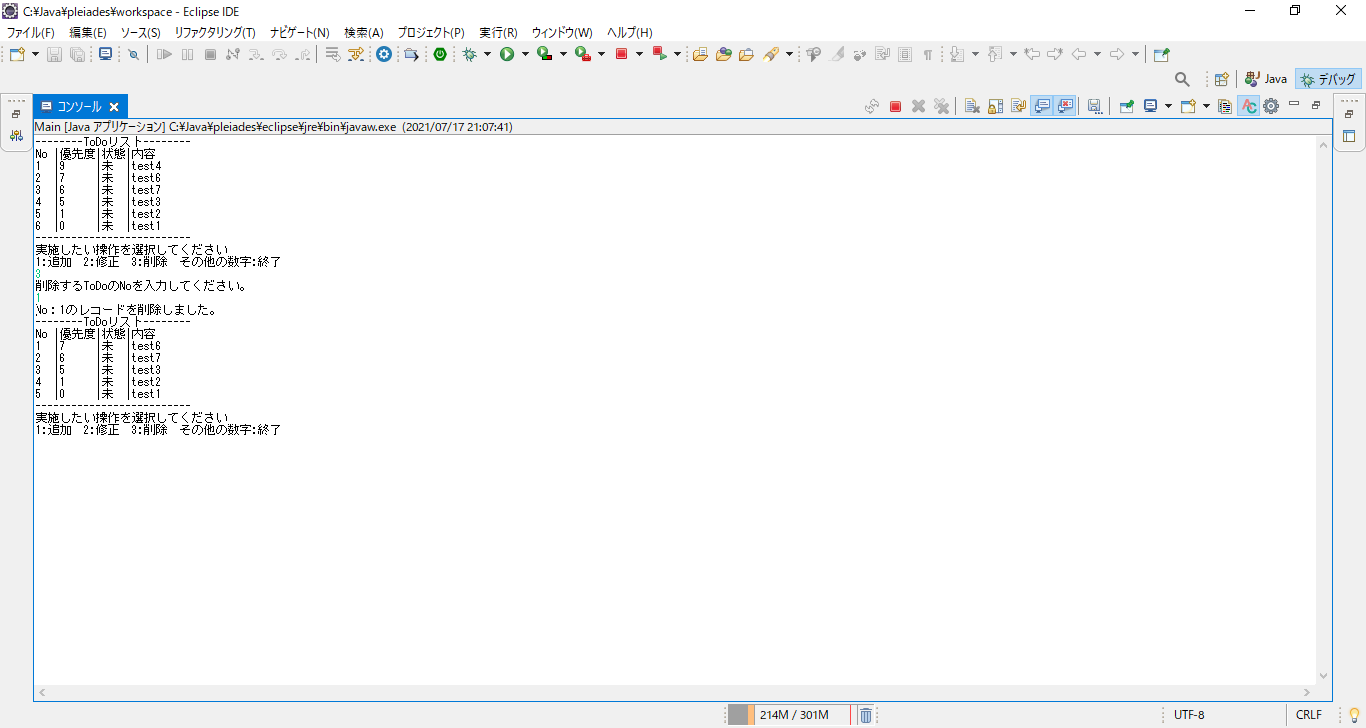 C:¥Java¥pleiades¥workspace - Eclipse IDE
ファイル(F) 編集(E) ソース(S) リファクタリング(T) ナビゲート(N) 検索(A) プロジェクト(P) 実行(R) ウィンドウ(W) ヘルプ(H)
Java デバッグ
コンソール
Main [Java アプリケーション] C:¥Java¥pleiades¥eclipse¥jre¥bin¥javaw.exe (2021/07/17 21:07:41)
--------ToDoリスト--------
No |優先度|状態|内容
1 |9 |未 |test4
2 |7 |未 |test6
3 |6 |未 |test7
4 |5 |未 |test3
5 |1 |未 |test2
6 |0 |未 |test1
--------------------------
実施したい操作を選択してください
1:追加 2:修正 3:削除 その他の数字:終了
3
削除するToDoのNoを入力してください。
1
No：1のレコードを削除しました。
--------ToDoリスト--------
No |優先度|状態|内容
1 |7 |未 |test6
2 |6 |未 |test7
3 |5 |未 |test3
4 |1 |未 |test2
5 |0 |未 |test1
--------------------------
実施したい操作を選択してください
1:追加 2:修正 3:削除 その他の数字:終了
214M / 301M UTF-8 CRLF